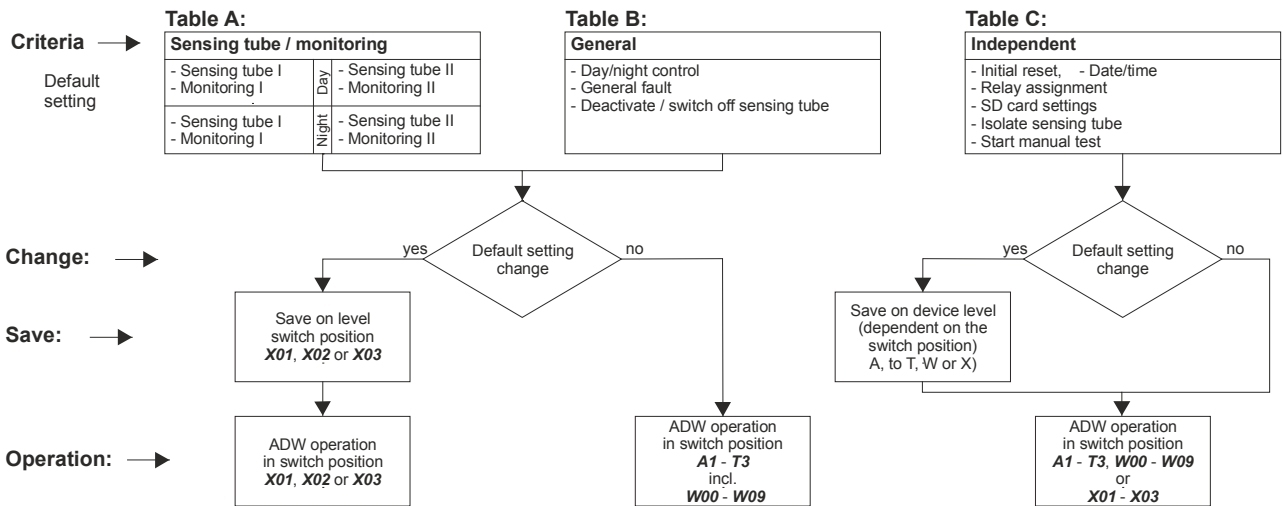 Table A:
Table B:
Table C:
Criteria
Default
setting
Sensing tube / monitoring
- Sensing tube I
- Monitoring I
Day
- Sensing tube II
- Monitoring II
- Sensing tube I
- Monitoring I
Night
- Sensing tube II
- Monitoring II
General
- Day/night control
- General fault
- Deactivate / switch off sensing tube
Independent
- Initial reset, - Date/time
- Relay assignment
- SD card settings
- Isolate sensing tube
- Start manual test
Change:
yes
Default setting
change
no
yes
Default setting
change
no
Save:
Save on level
switch position
X01, X02 or X03
Save on device level
(dependent on the
switch position)
A, to T, W or X)
Operation:
ADW operation
in switch position
X01, X02 or X03
ADW operation
in switch position
A1 - T3
incl.
W00 - W09
ADW operation
in switch position
A1 - T3, W00 - W09
or
X01 - X03